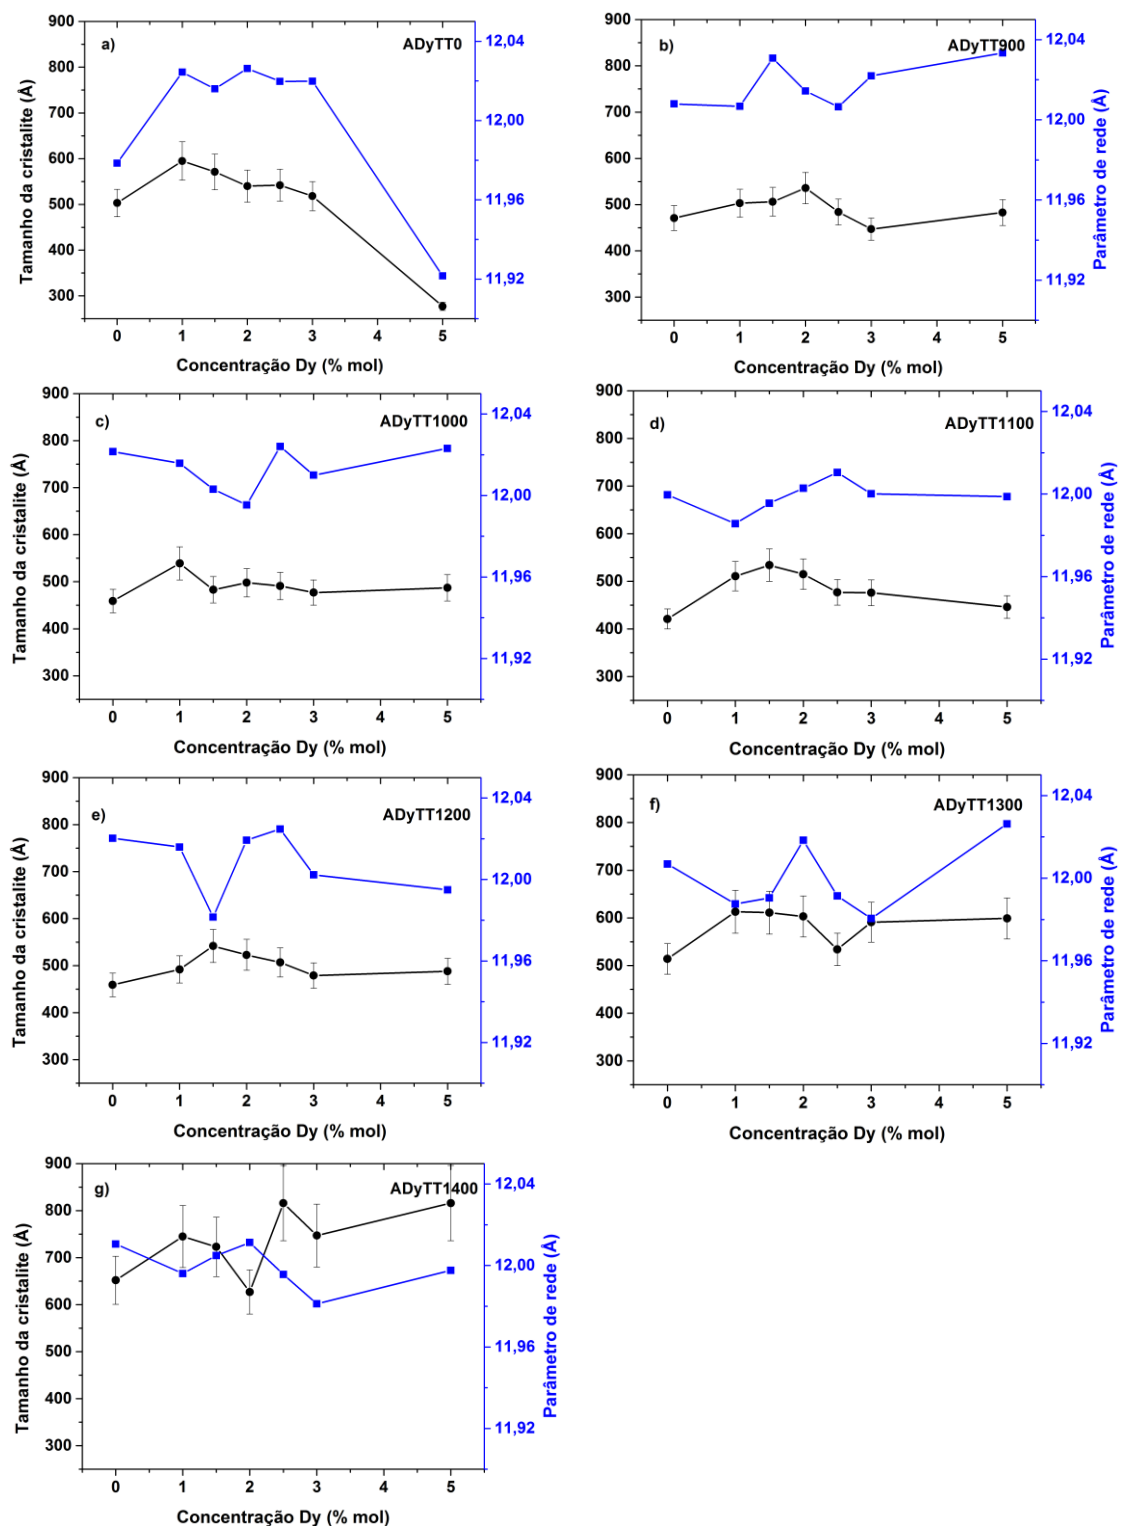 a) ADyTT0
Tamanho da cristalite (Å)
900
800
700
600
500
400
300
12,04
12,00
11,96
11,92
0 1 2 3 4 5
Concentração Dy (% mol)
b) ADyTT900
900
800
700
600
500
400
300
12,04
12,00
11,96
11,92
Parâmetro de rede (Å)
0 1 2 3 4 5
Concentração Dy (% mol)
c) ADyTT1000
Tamanho da cristalite (Å)
900
800
700
600
500
400
300
12,04
12,00
11,96
11,92
0 1 2 3 4 5
Concentração Dy (% mol)
d) ADyTT1100
900
800
700
600
500
400
300
12,04
12,00
11,96
11,92
Parâmetro de rede (Å)
0 1 2 3 4 5
Concentração Dy (% mol)
e) ADyTT1200
Tamanho da cristalite (Å)
900
800
700
600
500
400
300
12,04
12,00
11,96
11,92
0 1 2 3 4 5
Concentração Dy (% mol)
f) ADyTT1300
900
800
700
600
500
400
300
12,04
12,00
11,96
11,92
Parâmetro de rede (Å)
0 1 2 3 4 5
Concentração Dy (% mol)
g) ADyTT1400
Tamanho da cristalite (Å)
900
800
700
600
500
400
300
12,04
12,00
11,96
11,92
Parâmetro de rede (Å)
0 1 2 3 4 5
Concentração Dy (% mol)